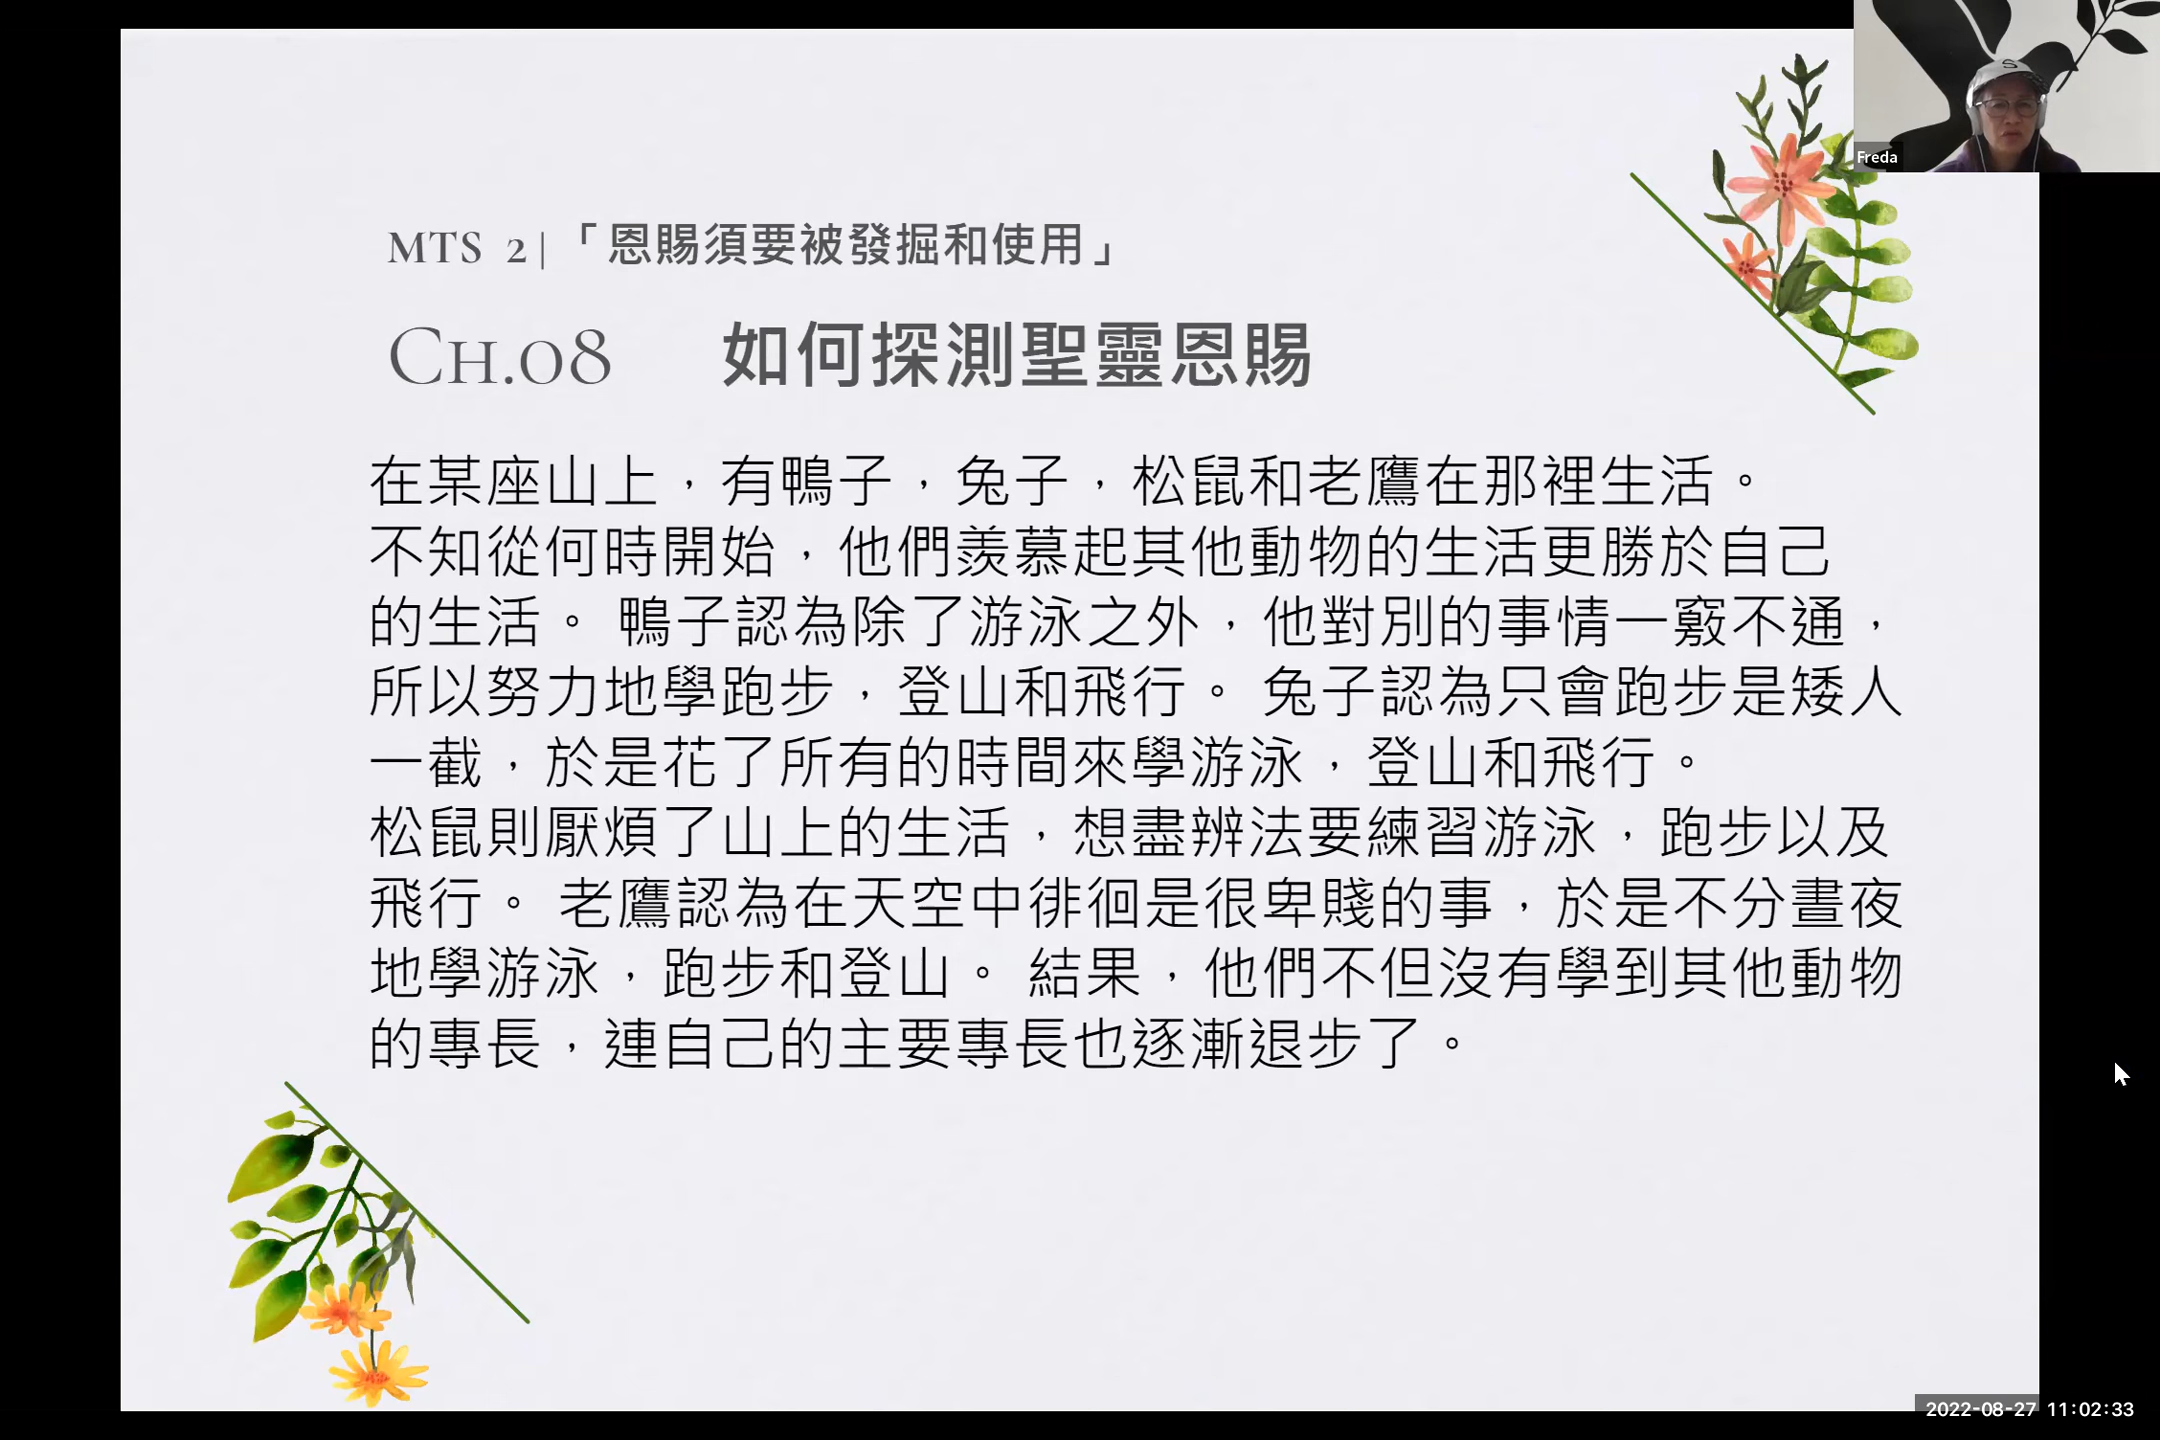 MTS 2|「恩賜須要被發掘和使用」
CH.08 如何探測聖靈恩賜
在某座山上，有鴨子，兔子，松鼠和老鷹在那裡生活。
不知從何時開始，他們羨慕起其他動物的生活更勝於自己
的生活。 鴨子認為除了游泳之外，他對別的事情一竅不通，
所以努力地學跑步，登山和飛行。 兔子認為只會跑步是矮人
一截，於是花了所有的時間來學游泳，登山和飛行。
松鼠則厭煩了山上的生活，想盡辨法要練習游泳，跑步以及
飛行。 老鷹認為在天空中徘徊是很卑賤的事，於是不分晝夜
地學游泳，跑步和登山。 結果，他們不但沒有學到其他動物
的專長，連自己的主要專長也逐漸退步了。
S
Freda
2022-08-27 11:02:33